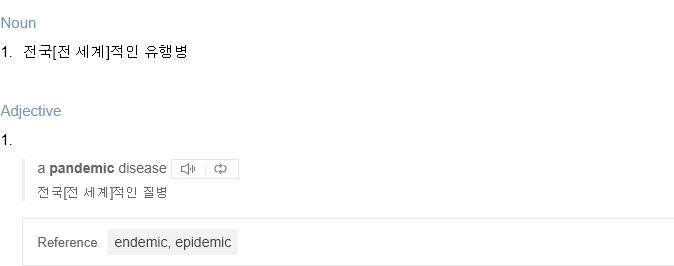 Noun
1. 전국[전 세계]적인 유행병
Adjective
1.
a pandemic disease
전국[전 세계]적인 질병
Reference endemic, epidemic